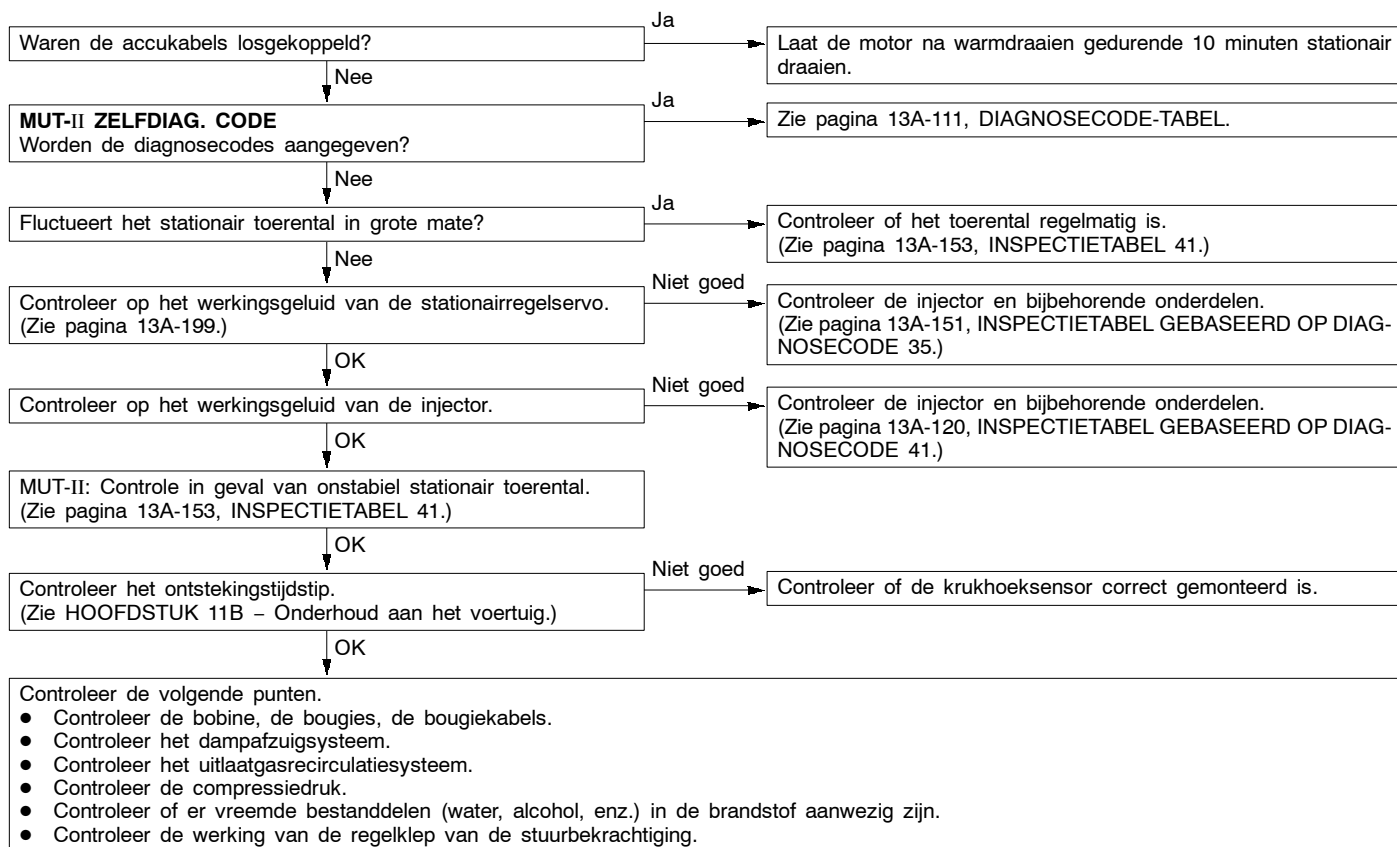 Waren de accukabels losgekoppeld?
Ja
Laat de motor na warmdraaien gedurende 10 minuten stationair
draaien.
Nee
MUT-II ZELFDIAG. CODE
Worden de diagnosecodes aangegeven?
Ja
Zie pagina 13A-111, DIAGNOSECODE-TABEL.
Nee
Fluctueert het stationair toerental in grote mate?
Ja
Controleer of het toerental regelmatig is.
(Zie pagina 13A-153, INSPECTIETABEL 41.)
Nee
Controleer op het werkingsgeluid van de stationairregelservo.
(Zie pagina 13A-199.)
Niet goed
Controleer de injector en bijbehorende onderdelen.
(Zie pagina 13A-151, INSPECTIETABEL GEBASEERD OP DIAG-
NOSECODE 35.)
OK
Controleer op het werkingsgeluid van de injector.
Niet goed
Controleer de injector en bijbehorende onderdelen.
(Zie pagina 13A-120, INSPECTIETABEL GEBASEERD OP DIAG-
NOSECODE 41.)
OK
MUT-II: Controle in geval van onstabiel stationair toerental.
(Zie pagina 13A-153, INSPECTIETABEL 41.)
OK
Controleer het ontstekingstijdstip.
(Zie HOOFDSTUK 11B – Onderhoud aan het voertuig.)
Niet goed
Controleer of de krukhoeksensor correct gemonteerd is.
OK
Controleer de volgende punten.
● Controleer de bobine, de bougies, de bougiekabels.
● Controleer het dampafzuigsysteem.
● Controleer het uitlaatgasrecirculatiesysteem.
● Controleer de compressiedruk.
● Controleer of er vreemde bestanddelen (water, alcohol, enz.) in de brandstof aanwezig zijn.
● Controleer de werking van de regelklep van de stuurbekrachtiging.